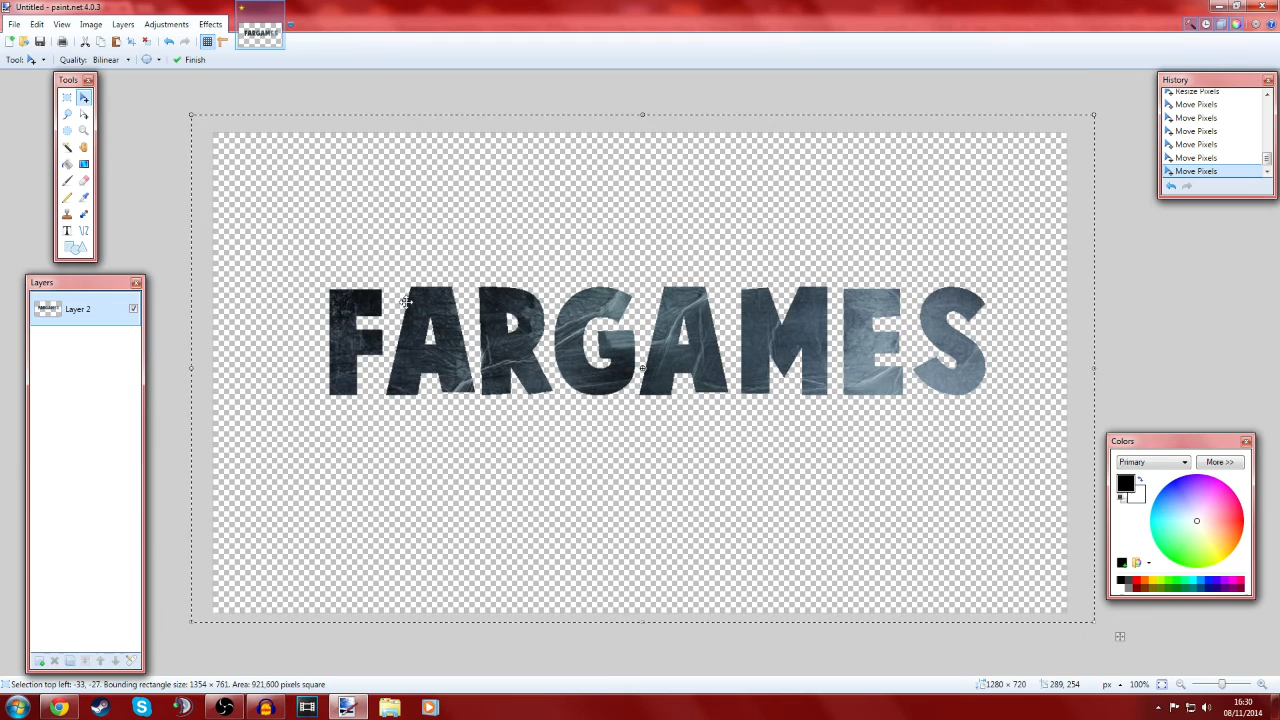 Untitled - paint.net 4.0.3
File Edit View Image Layers Adjustments Effects
Tool: Quality: Bilinear Finish
Tools
T
Layers
Layer 2
FARGAMES
History
Resize Pixels
Move Pixels
Move Pixels
Move Pixels
Move Pixels
Move Pixels
Move Pixels
Colors
Primary More >>
Selection top left: -33, -27. Bounding rectangle size: 1354 × 761. Area: 921,600 pixels square
1280 × 720 289, 254 px 100%
16:30
08/11/2014